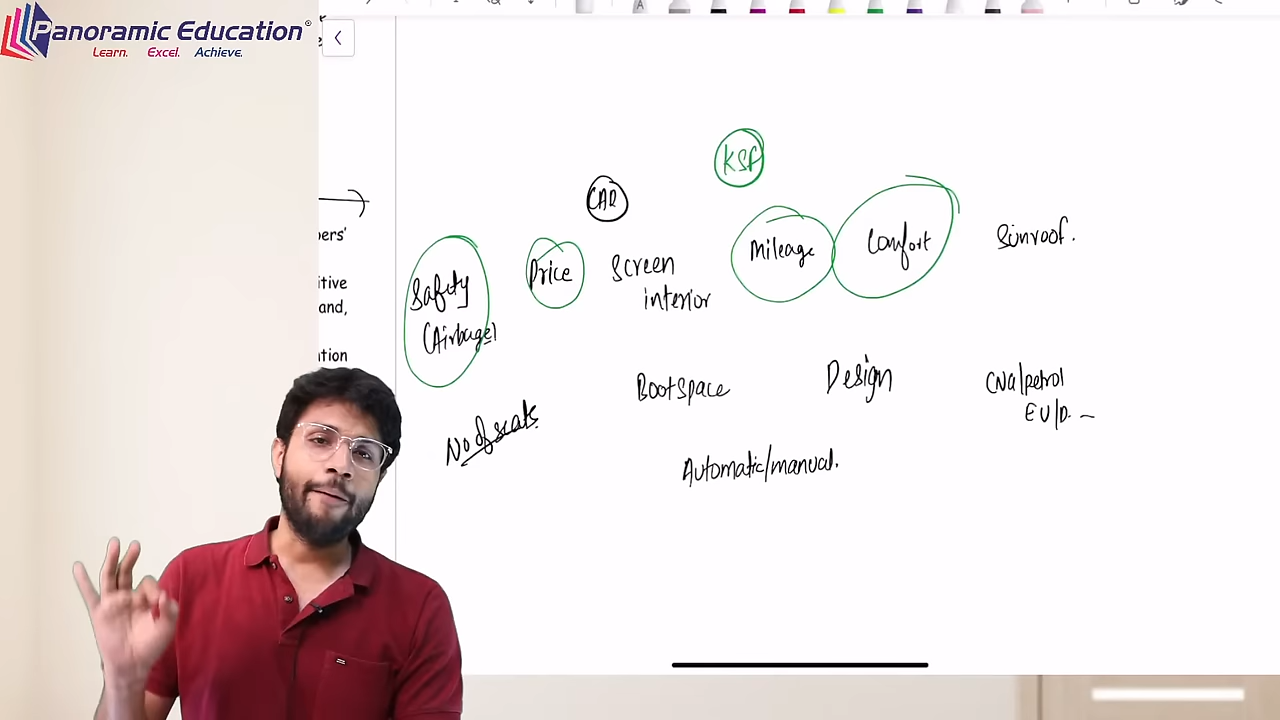 Panoramic Education®
Learn. Excel. Achieve.
pers'
itive
and,
ation
KSF
CAR
Safety
(Airbags)
Price
Screen
interior
Mileage
Comfort
Sunroof.
No of seats
Bootspace
Design
CNG/petrol
EV/D.
Automatic/manual.